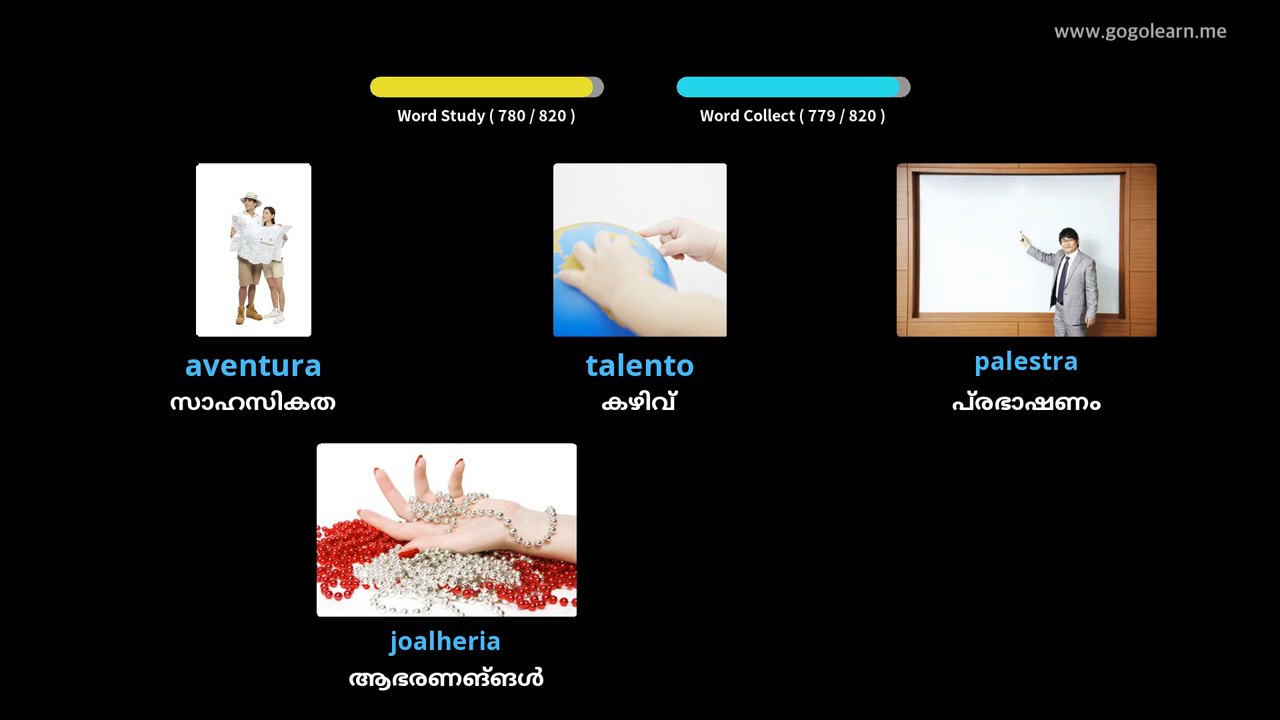 www.gogolearn.me
Word Study ( 780 / 820 )
Word Collect ( 779 / 820 )
aventura
സാഹസികത
talento
കഴിവ്
palestra
പ്രഭാഷണം
joalheria
ആഭരണങ്ങൾ